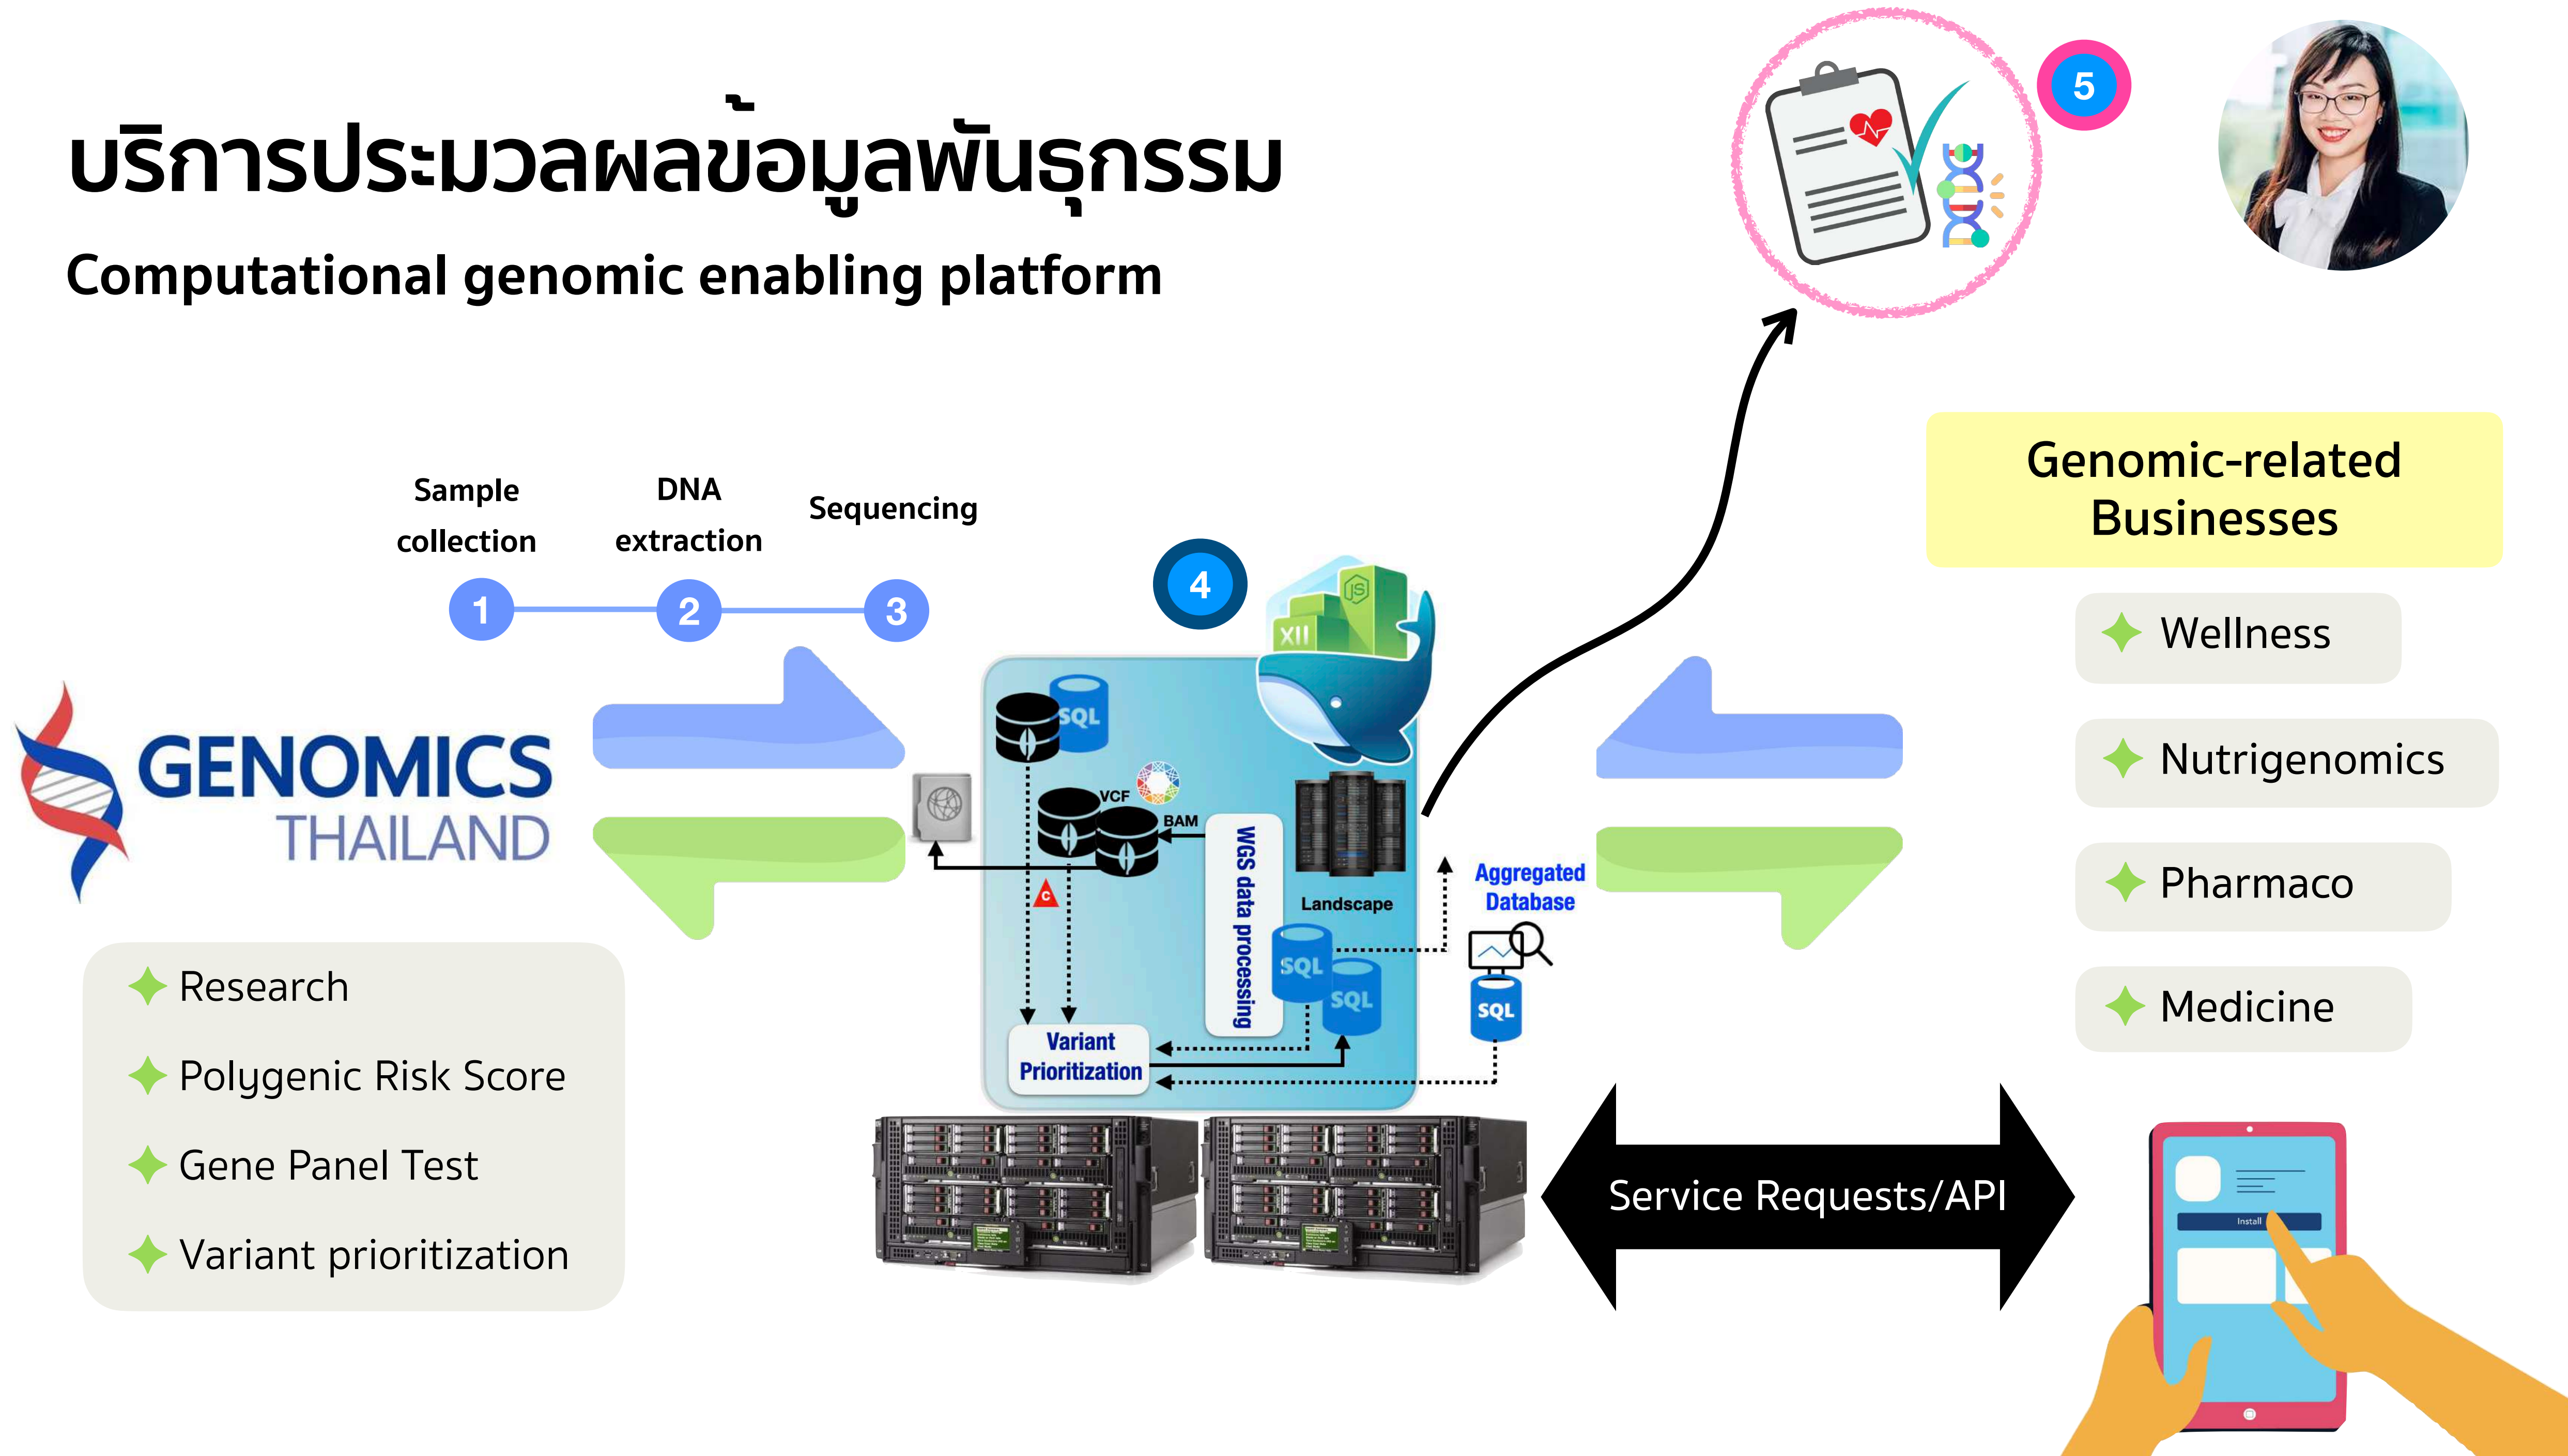 บริการประมวลผลข้อมูลพันธุกรรม
Computational genomic enabling platform
5
Sample
collection
DNA
extraction
Sequencing
1
2
3
4
JS
XII
GENOMICS
THAILAND
Research
Polygenic Risk Score
Gene Panel Test
Variant prioritization
SQL
VCF
BAM
C
WGS data processing
Landscape
SQL
SQL
Variant
Prioritization
Aggregated
Database
SQL
Genomic-related
Businesses
Wellness
Nutrigenomics
Pharmaco
Medicine
Service Requests/API
Install